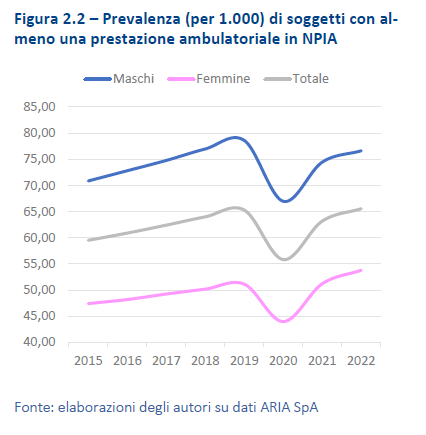 Figura 2.2 – Prevalenza (per 1.000) di soggetti con al-
meno una prestazione ambulatoriale in NPIA
Maschi Femmine Totale
85,00
80,00
75,00
70,00
65,00
60,00
55,00
50,00
45,00
40,00
2015 2016 2017 2018 2019 2020 2021 2022
Fonte: elaborazioni degli autori su dati ARIA SpA